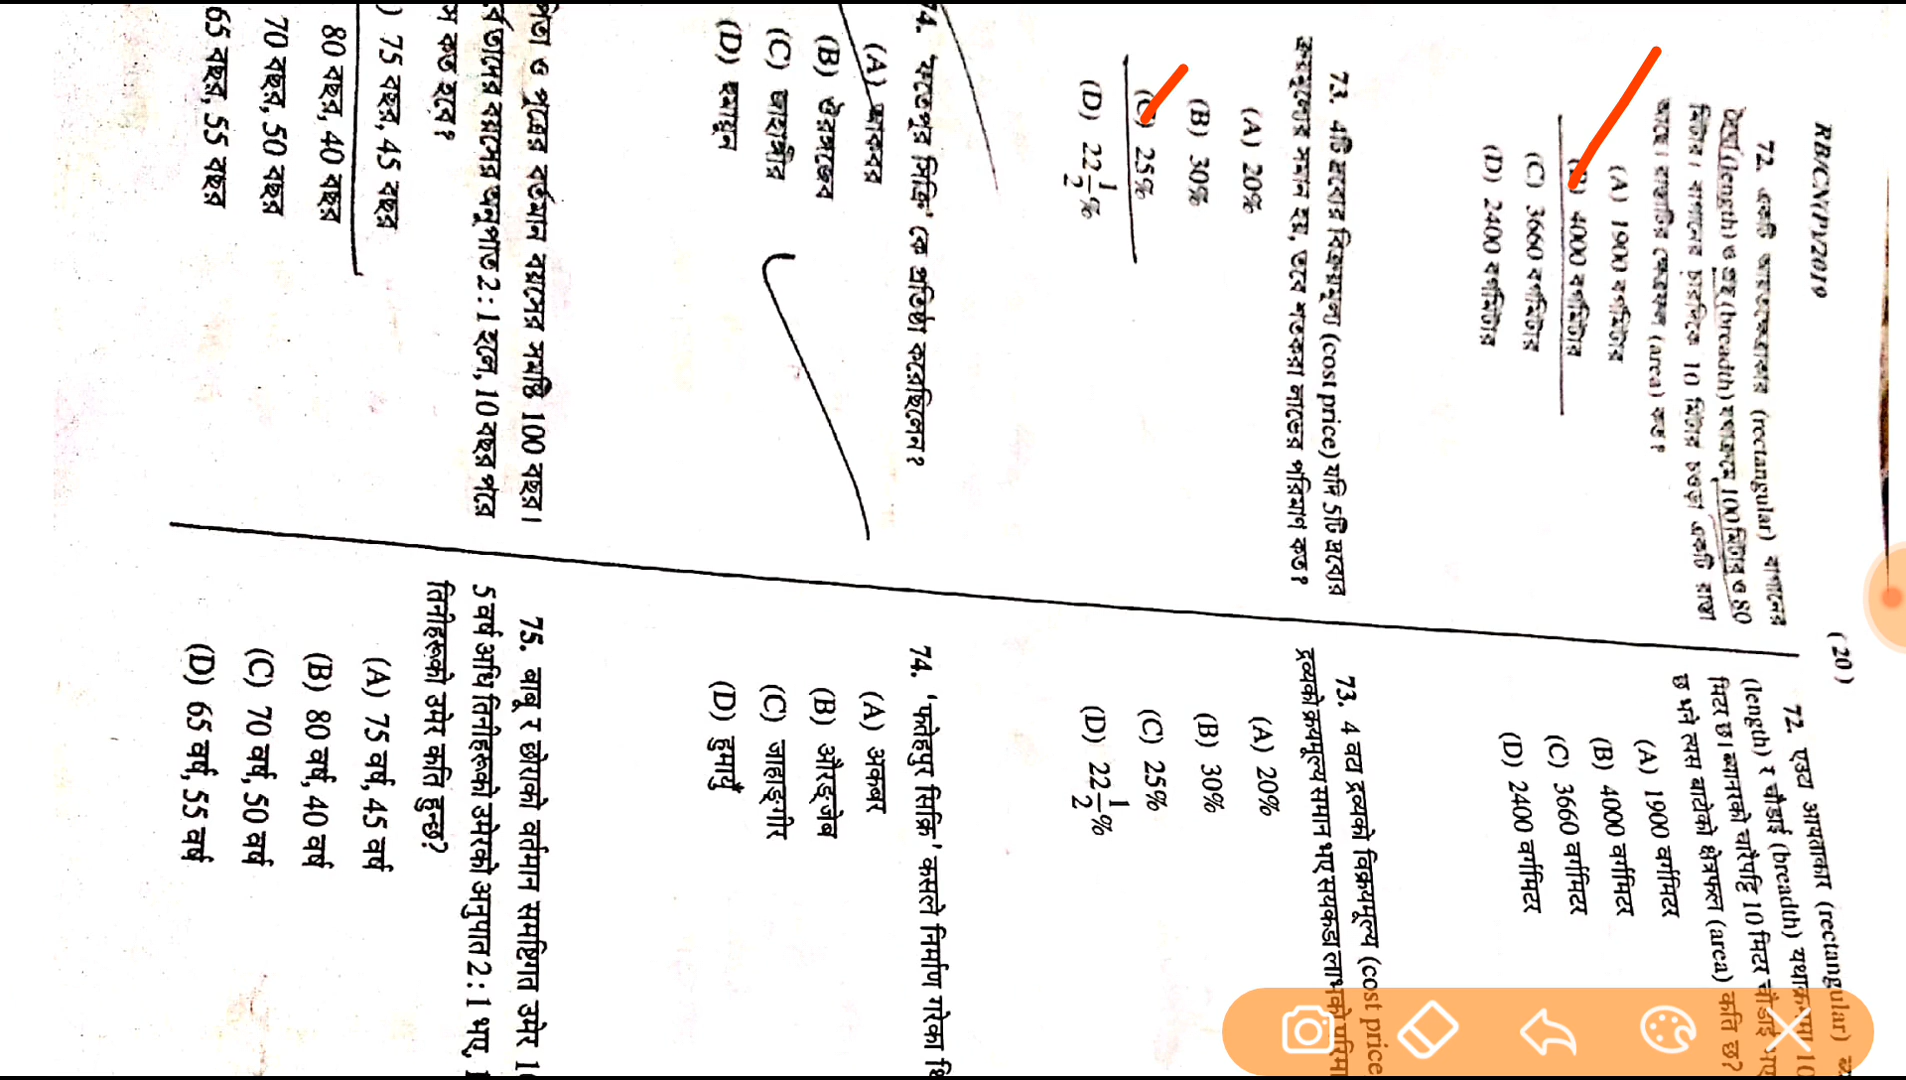 RB/CN(P)/2019
(20)
72. একটি আয়তক্ষেত্রাকার (rectangular) বাগানের
দৈর্ঘ্য (length) ও প্রস্থ (breadth) যথাক্রমে 100 মিটার ও 80
মিটার। বাগানের চারদিকে 10 মিটার চওড়া একটি রাস্তা
আছে। রাস্তাটির ক্ষেত্রফল (area) কত?
(A) 1900 বর্গমিটার
4000 বর্গমিটার
(C) 3660 বর্গমিটার
(D) 2400 বর্গমিটার
73. 4টি দ্রব্যের বিক্রয়মূল্য (cost price) যদি 5টি দ্রব্যের
ক্রয়মূল্যের সমান হয়, তবে শতকরা লাভের পরিমাণ কত?
(A) 20%
(B) 30%
(C) 25%
(D) 22 1/2%
74. 'ফতেপুর সিক্রি' কে প্রতিষ্ঠা করেছিলেন?
(A) আকবর
(B) ঔরঙ্গজেব
(C) জাহাঙ্গীর
(D) হুমায়ুন
পিতা ও পুত্রের বর্তমান বয়সের সমষ্টি 100 বছর।
তাদের বয়সের অনুপাত 2 : 1 হলে, 10 বছর পরে
কত হবে?
) 75 বছর, 45 বছর
80 বছর, 40 বছর
70 বছর, 50 বছর
65 বছর, 55 বছর
72. एउटा आयताकार (rectangular)
(length) र चौडाई (breadth) यथाक्रममा 10
मिटर छ। ब्यानरको चारैपट्टि 10 मिटर चौडाई भए
छ भने त्यस बाटोको क्षेत्रफल (area) कति छ?
(A) 1900 वर्गमिटर
(B) 4000 वर्गमिटर
(C) 3660 वर्गमिटर
(D) 2400 वर्गमिटर
73. 4 वटा द्रव्यको विक्रयमूल्य (cost price
द्रव्यको क्रयमूल्य समान भए सयकडा लाभको परिमा
(A) 20%
(B) 30%
(C) 25%
(D) 22 1/2%
74. 'फतेहपुर सिक्रि' कसले निर्माण गरेका थि
(A) अकबर
(B) औरङ्जेब
(C) जाहाङ्गीर
(D) हुमायुँ
75. बाबु र छोराको वर्तमान समष्टिगत उमेर 1
5 वर्ष अघि तिनीहरूको उमेरको अनुपात 2 : 1 भए, 1
तिनीहरूको उमेर कति हुन्छ?
(A) 75 वर्ष, 45 वर्ष
(B) 80 वर्ष, 40 वर्ष
(C) 70 वर्ष, 50 वर्ष
(D) 65 वर्ष, 55 वर्ष